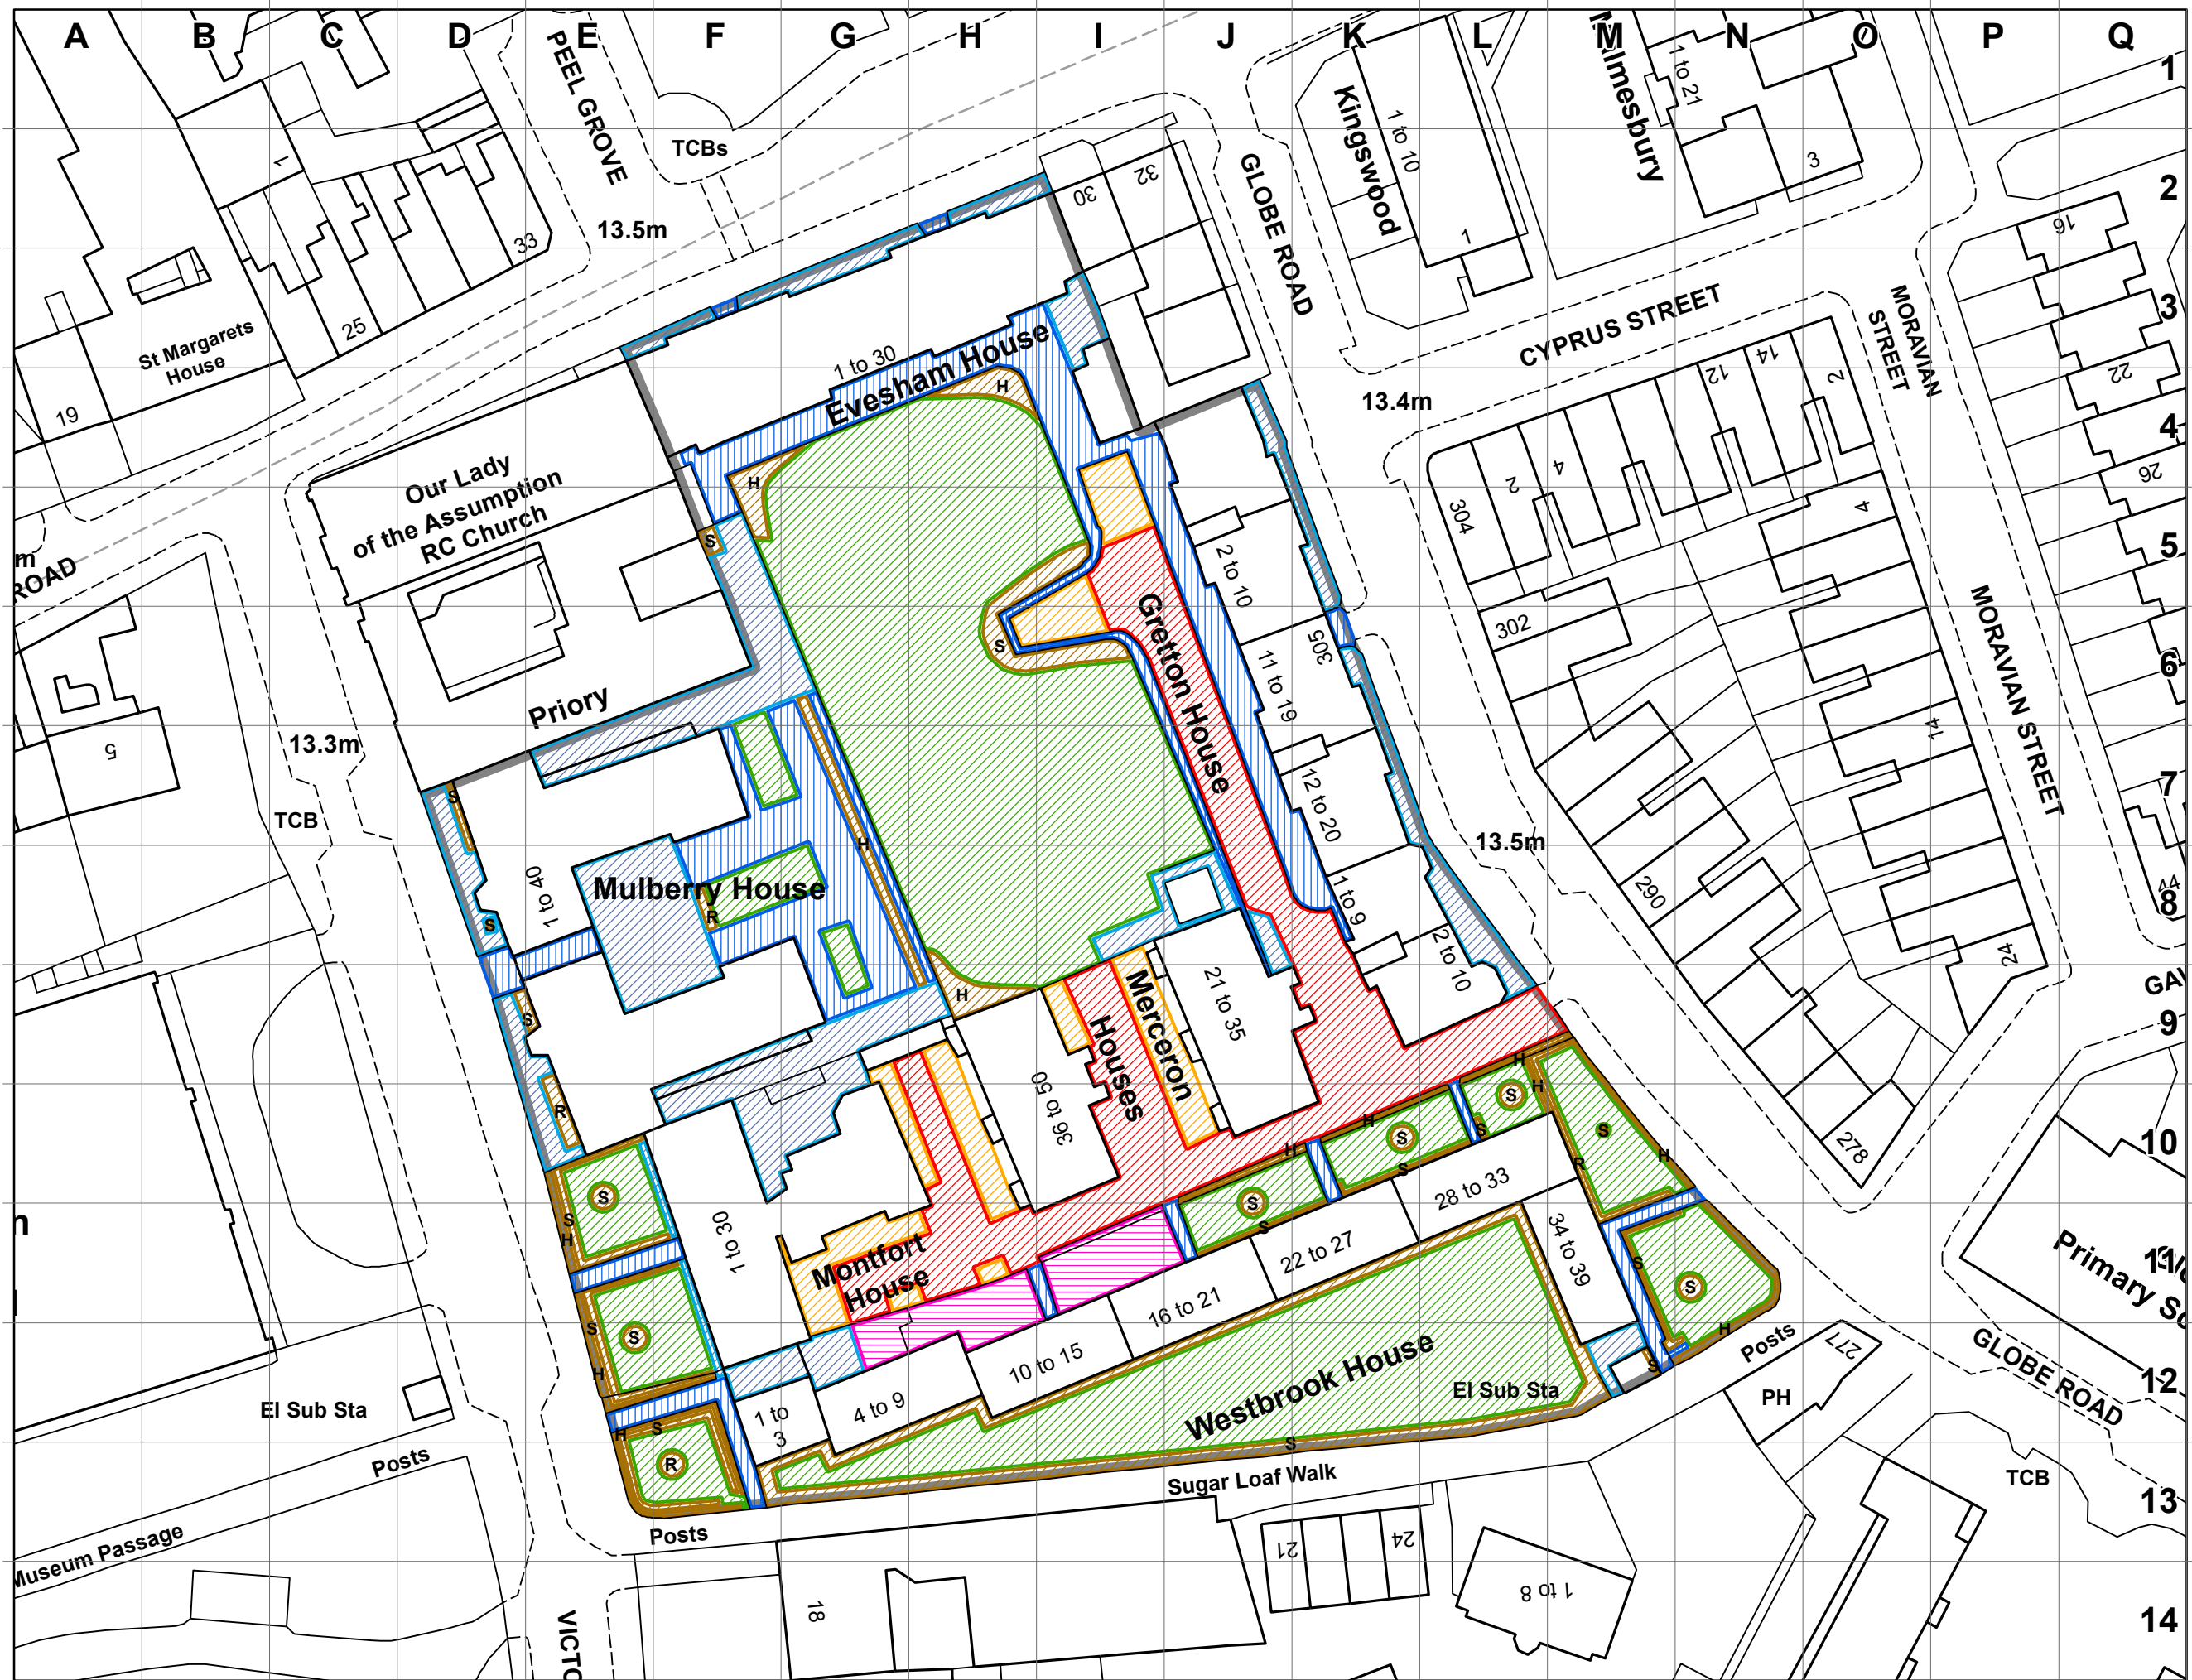 A B C D E F G H I J K L M N O P Q
1
2
3
4
5
6
7
8
9
10
11
12
13
14
PEEL GROVE
TCBs
13.5m
1
33
25
19
St Margarets
House
30
32
GLOBE ROAD
Kingswood
1 to 10
1
Malmesbury
1 to 21
3
CYPRUS STREET
MORAVIAN
STREET
16
22
26
13.4m
1 to 30
Evesham House
H
H
S
Our Lady
of the Assumption
RC Church
Priory
ROAD
m
5
13.3m
TCB
304
2
4
12
14
2
4
302
14
MORAVIAN STREET
2 to 10
305
11 to 19
12 to 20
1 to 9
2 to 10
Gretton House
S
13.5m
290
24
44
278
S
S
S
R
1 to 40
Mulberry House
R
H
H
21 to 35
Merceron
Houses
36 to 50
1 to 30
Montfort
House
S
S
H
S
S
H
H
S
R
H
H
H
H
S
S
S
S
S
S
S
R
H
S
S
H
S
28 to 33
34 to 39
22 to 27
16 to 21
10 to 15
4 to 9
1 to
3
Westbrook House
El Sub Sta
S
Sugar Loaf Walk
Posts
277
PH
GLOBE ROAD
Primary
TCB
El Sub Sta
Posts
Museum Passage
Posts
18
21
24
1 to 8